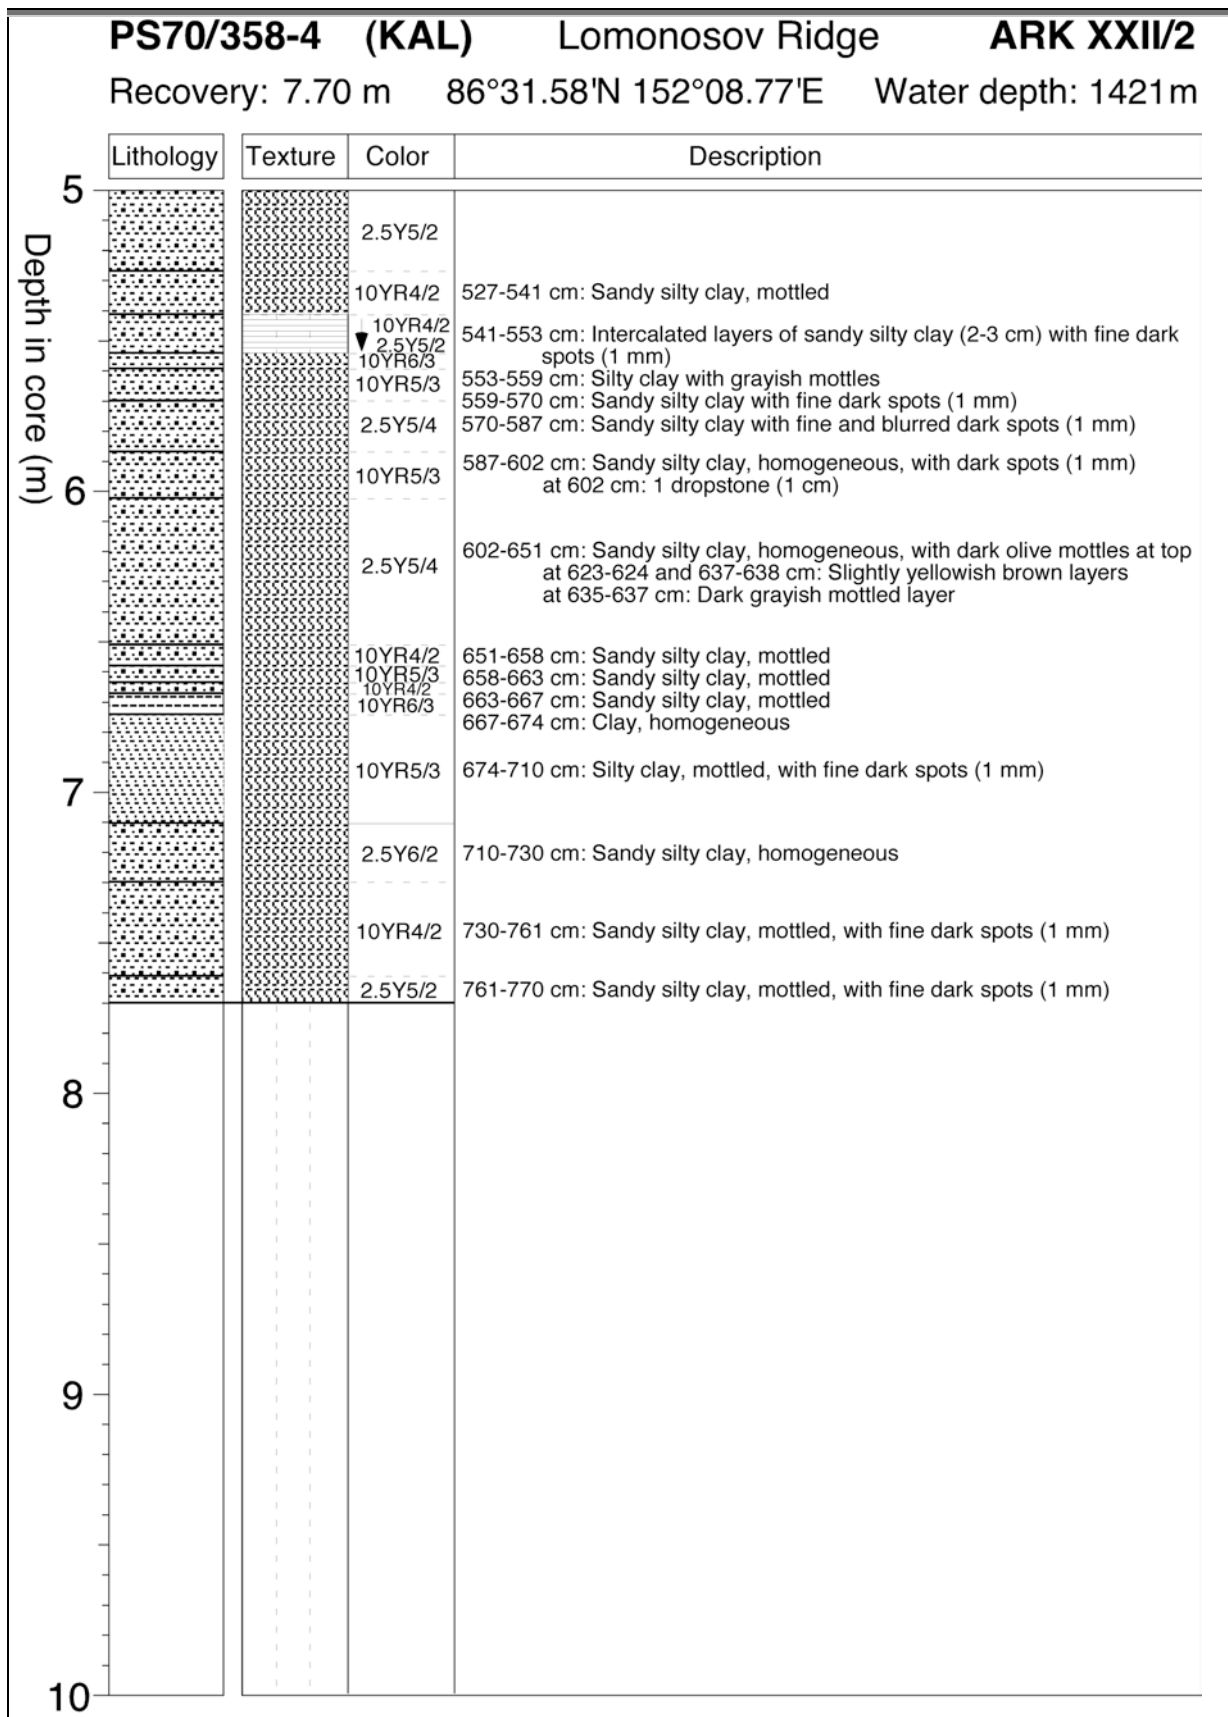 PS70/358-4 (KAL) Lomonosov Ridge ARK XXII/2
Recovery: 7.70 m 86°31.58'N 152°08.77'E Water depth: 1421m
Lithology Texture Color Description
Depth in core (m)
5
2.5Y5/2
10YR4/2 527-541 cm: Sandy silty clay, mottled
10YR4/2
2.5Y5/2
541-553 cm: Intercalated layers of sandy silty clay (2-3 cm) with fine dark
spots (1 mm)
10YR6/3
553-559 cm: Silty clay with grayish mottles
10YR5/3
559-570 cm: Sandy silty clay with fine dark spots (1 mm)
2.5Y5/4 570-587 cm: Sandy silty clay with fine and blurred dark spots (1 mm)
10YR5/3 587-602 cm: Sandy silty clay, homogeneous, with dark spots (1 mm)
at 602 cm: 1 dropstone (1 cm)
6
2.5Y5/4 602-651 cm: Sandy silty clay, homogeneous, with dark olive mottles at top
at 623-624 and 637-638 cm: Slightly yellowish brown layers
at 635-637 cm: Dark grayish mottled layer
10YR4/2 651-658 cm: Sandy silty clay, mottled
10YR5/3 658-663 cm: Sandy silty clay, mottled
10YR4/2 663-667 cm: Sandy silty clay, mottled
10YR6/3 667-674 cm: Clay, homogeneous
10YR5/3 674-710 cm: Silty clay, mottled, with fine dark spots (1 mm)
7
2.5Y6/2 710-730 cm: Sandy silty clay, homogeneous
10YR4/2 730-761 cm: Sandy silty clay, mottled, with fine dark spots (1 mm)
2.5Y5/2 761-770 cm: Sandy silty clay, mottled, with fine dark spots (1 mm)
8
9
10